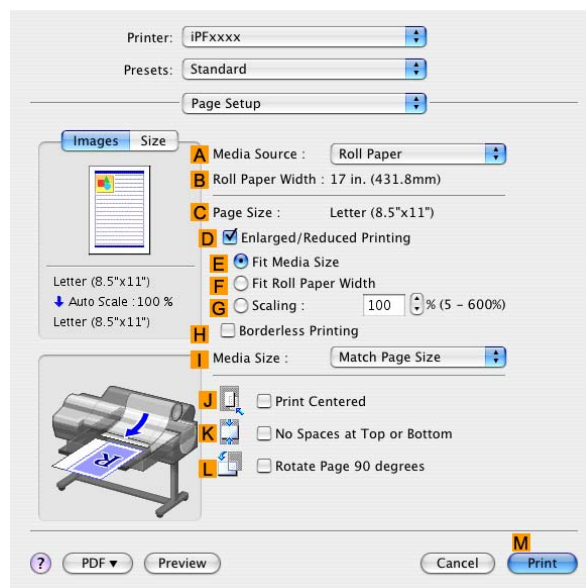 Printer: iPFxxxx
Presets: Standard
Page Setup
Images Size
A Media Source : Roll Paper
B Roll Paper Width : 17 in. (431.8mm)
C Page Size : Letter (8.5"x11")
D Enlarged/Reduced Printing
E Fit Media Size
F Fit Roll Paper Width
G Scaling : 100 % (5 - 600%)
H Borderless Printing
I Media Size : Match Page Size
Letter (8.5"x11")
Auto Scale :100 %
Letter (8.5"x11")
J Print Centered
K No Spaces at Top or Bottom
L Rotate Page 90 degrees
R
M
? PDF Preview Cancel Print